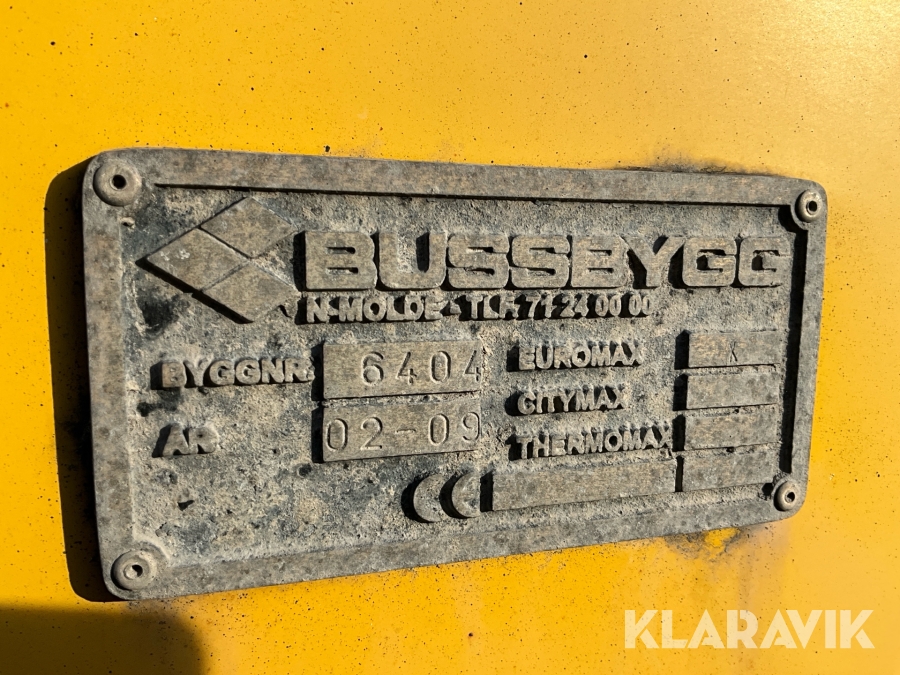 BUSSBYGG
N-MOLDE - TLF. 71 24 00 00
BYGGNR. 6404
ÅR 02-09
EUROMAX X
CITYMAX
THERMOMAX
CE
KLARAVIK